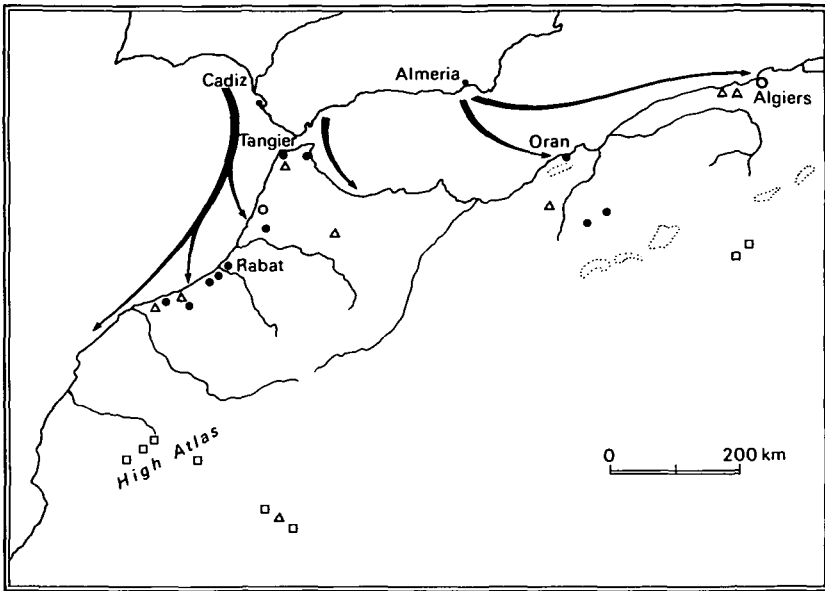 Almeria
Cadiz
Algiers
Tangier
Oran
Rabat
High Atlas
0 200 km